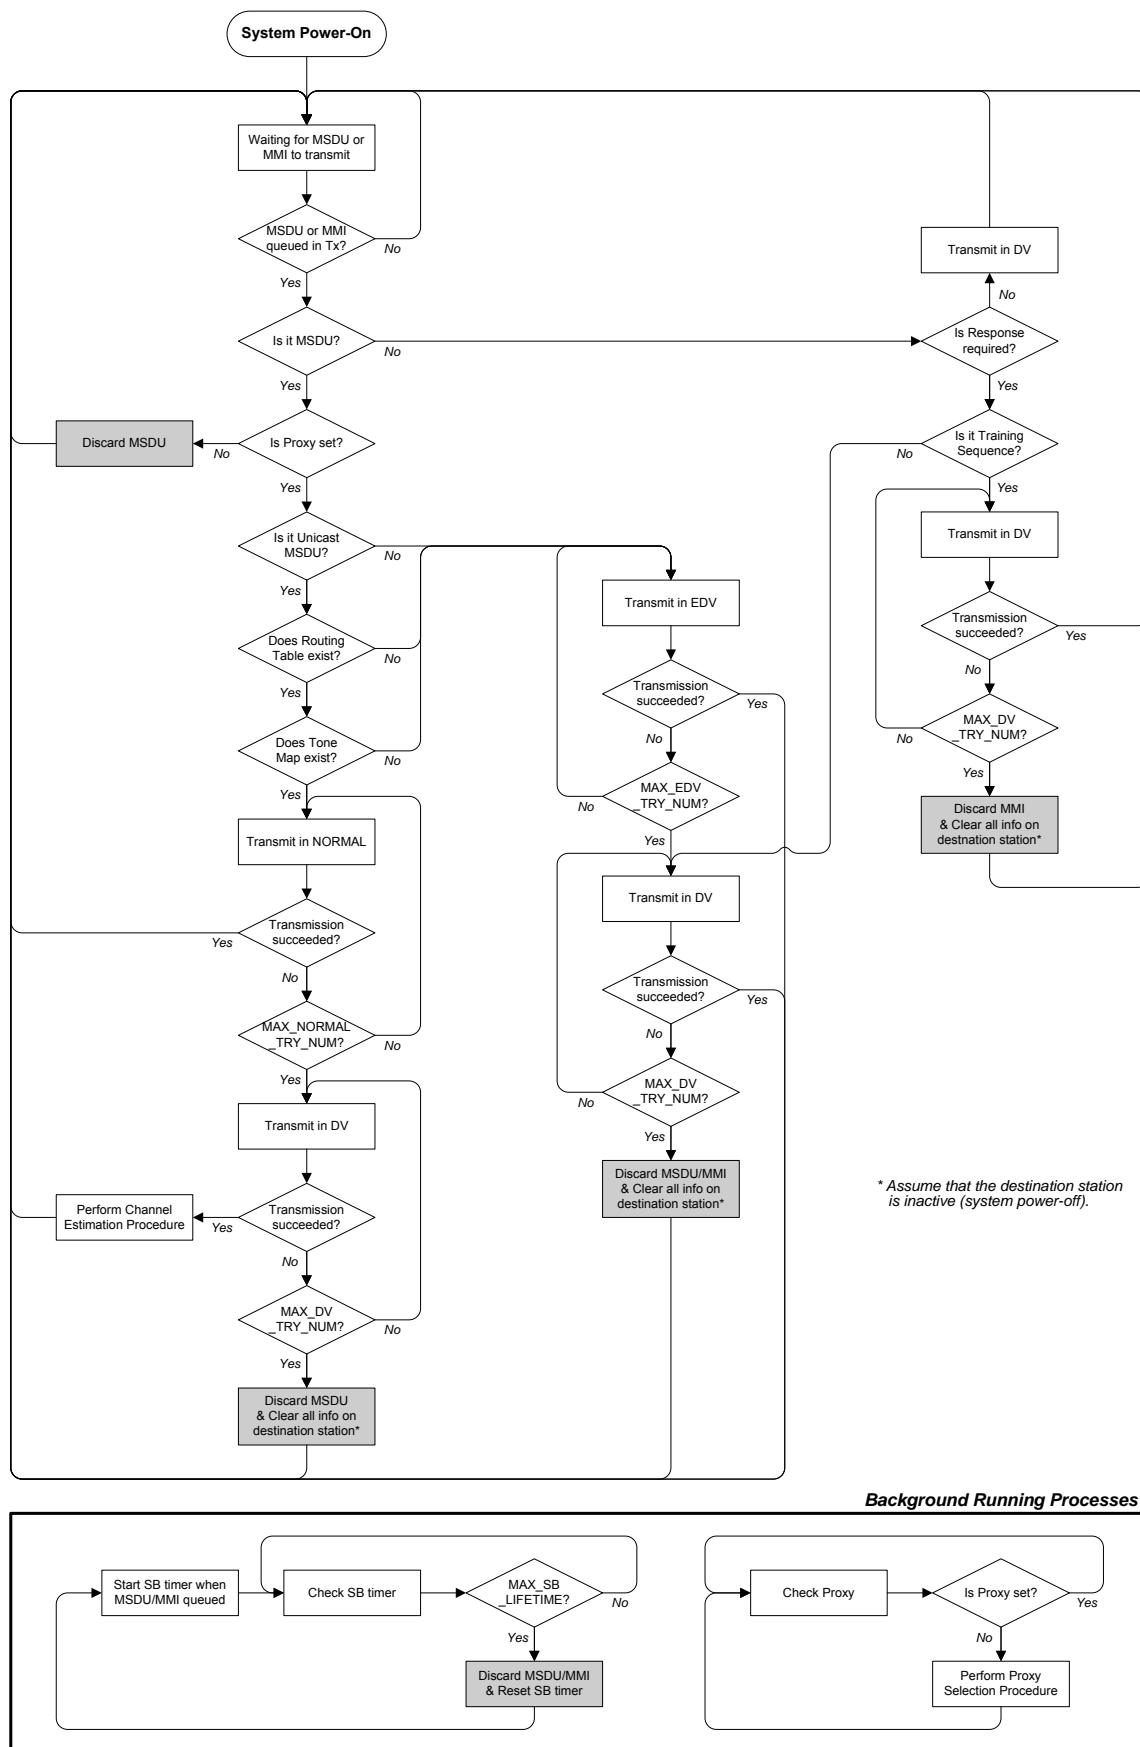 System Power-On
Waiting for MSDU or
MMI to transmit
MSDU or MMI
queued in Tx?
No
Yes
Transmit in DV
No
Is it MSDU?
No
Yes
Is Response
required?
Yes
Discard MSDU
No
Is Proxy set?
Yes
Is it Training
Sequence?
No
Yes
Is it Unicast
MSDU?
No
Yes
Transmit in DV
Transmit in EDV
Does Routing
Table exist?
No
Yes
Transmission
succeeded?
Yes
No
Transmission
succeeded?
Yes
No
Does Tone
Map exist?
No
Yes
MAX_DV
_TRY_NUM?
No
Yes
MAX_EDV
_TRY_NUM?
No
Yes
Discard MMI
& Clear all info on
destnation station*
Transmit in NORMAL
Transmit in DV
Transmission
succeeded?
Yes
No
Transmission
succeeded?
Yes
No
MAX_NORMAL
_TRY_NUM?
No
Yes
MAX_DV
_TRY_NUM?
No
Yes
Transmit in DV
Discard MSDU/MMI
& Clear all info on
destination station*
* Assume that the destination station
is inactive (system power-off).
Perform Channel
Estimation Procedure
Yes
Transmission
succeeded?
No
MAX_DV
_TRY_NUM?
No
Yes
Discard MSDU
& Clear all info on
destination station*
Background Running Processes
Start SB timer when
MSDU/MMI queued
Check SB timer
MAX_SB
_LIFETIME?
No
Yes
Discard MSDU/MMI
& Reset SB timer
Check Proxy
Is Proxy set?
Yes
No
Perform Proxy
Selection Procedure